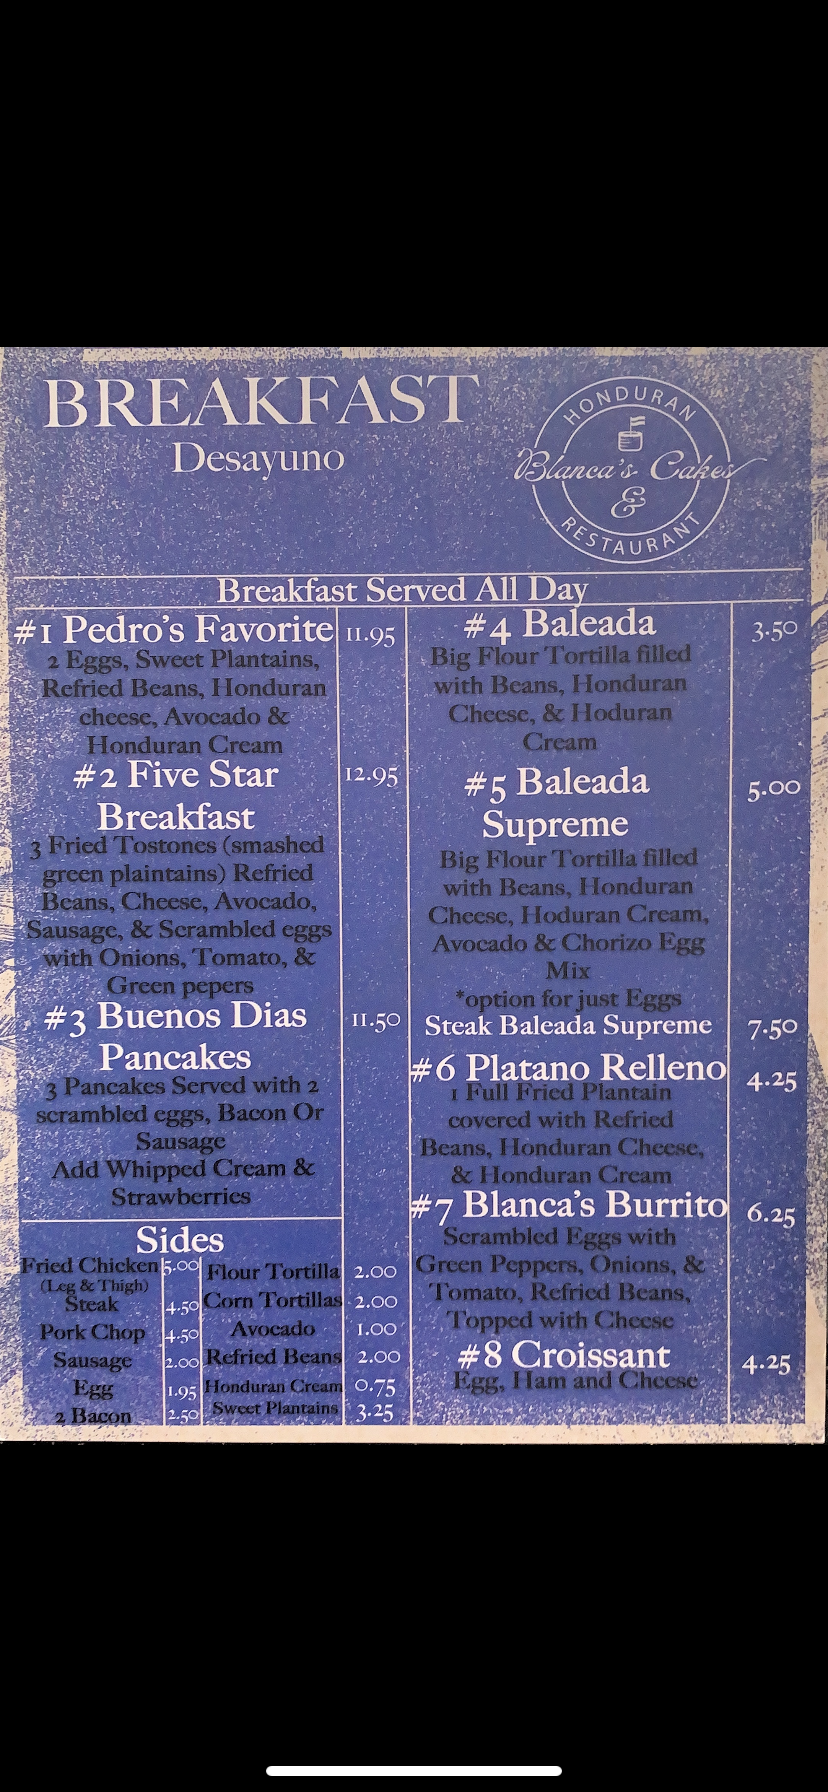 BREAKFAST
Desayuno
HONDURAN
Blanca's Cakes
&
RESTAURANT
Breakfast Served All Day
#1 Pedro's Favorite 11.95
2 Eggs, Sweet Plantains,
Refried Beans, Honduran
cheese, Avocado &
Honduran Cream
#2 Five Star 12.95
Breakfast
3 Fried Tostones (smashed
green plaintains) Refried
Beans, Cheese, Avocado,
Sausage, & Scrambled eggs
with Onions, Tomato, &
Green pepers
#3 Buenos Dias 11.50
Pancakes
3 Pancakes Served with 2
scrambled eggs, Bacon Or
Sausage
Add Whipped Cream &
Strawberries
Sides
Fried Chicken 5.00
(Leg & Thigh)
Steak 4.50
Pork Chop 4.50
Sausage 2.00
Egg 1.95
2 Bacon 2.50
Flour Tortilla 2.00
Corn Tortillas 2.00
Avocado 1.00
Refried Beans 2.00
Honduran Cream 0.75
Sweet Plantains 3.25
#4 Baleada 3.50
Big Flour Tortilla filled
with Beans, Honduran
Cheese, & Hoduran
Cream
#5 Baleada 5.00
Supreme
Big Flour Tortilla filled
with Beans, Honduran
Cheese, Hoduran Cream,
Avocado & Chorizo Egg
Mix
*option for just Eggs
Steak Baleada Supreme 7.50
#6 Platano Relleno 4.25
1 Full Fried Plantain
covered with Refried
Beans, Honduran Cheese,
& Honduran Cream
#7 Blanca's Burrito 6.25
Scrambled Eggs with
Green Peppers, Onions, &
Tomato, Refried Beans,
Topped with Cheese
#8 Croissant 4.25
Egg, Ham and Cheese